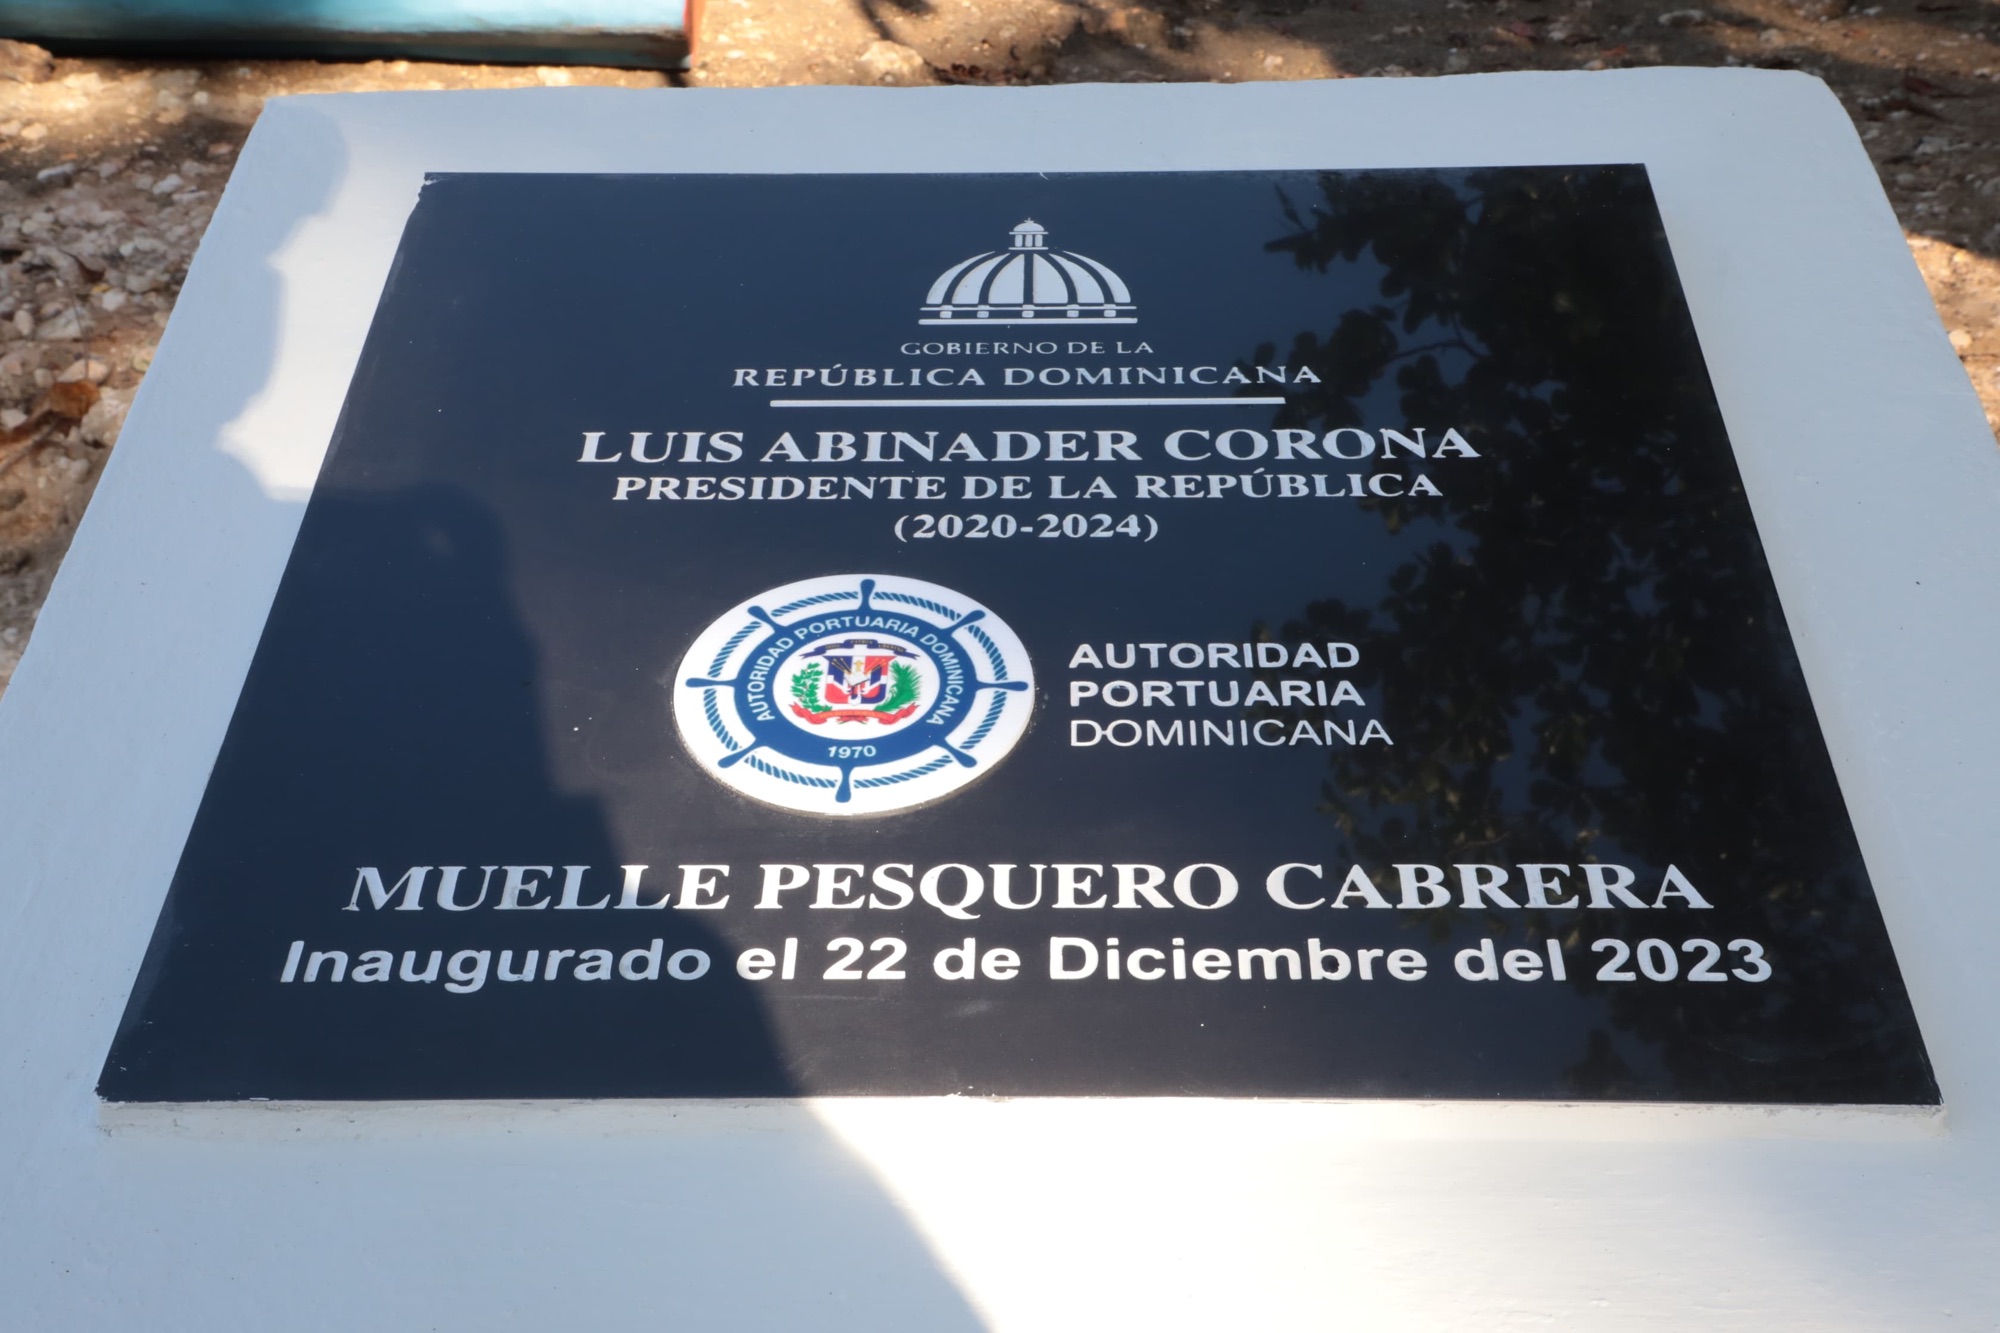 GOBIERNO DE LA
REPÚBLICA DOMINICANA
LUIS ABINADER CORONA
PRESIDENTE DE LA REPÚBLICA
(2020-2024)
AUTORIDAD PORTUARIA DOMINICANA
1970
AUTORIDAD
PORTUARIA
DOMINICANA
MUELLE PESQUERO CABRERA
Inaugurado el 22 de Diciembre del 2023